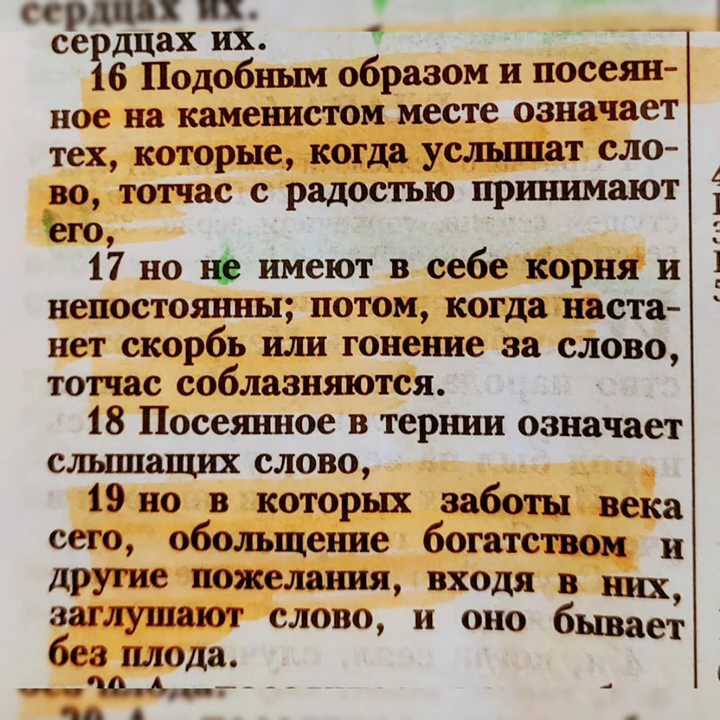 сердцах их.
16 Подобным образом и посеян-
ное на каменистом месте означает
тех, которые, когда услышат сло-
во, тотчас с радостью принимают
его,
17 но не имеют в себе корня и
непостоянны; потом, когда наста-
нет скорбь или гонение за слово,
тотчас соблазняются.
18 Посеянное в тернии означает
слышащих слово,
19 но в которых заботы века
сего, обольщение богатством и
другие пожелания, входя в них,
заглушают слово, и оно бывает
без плода.